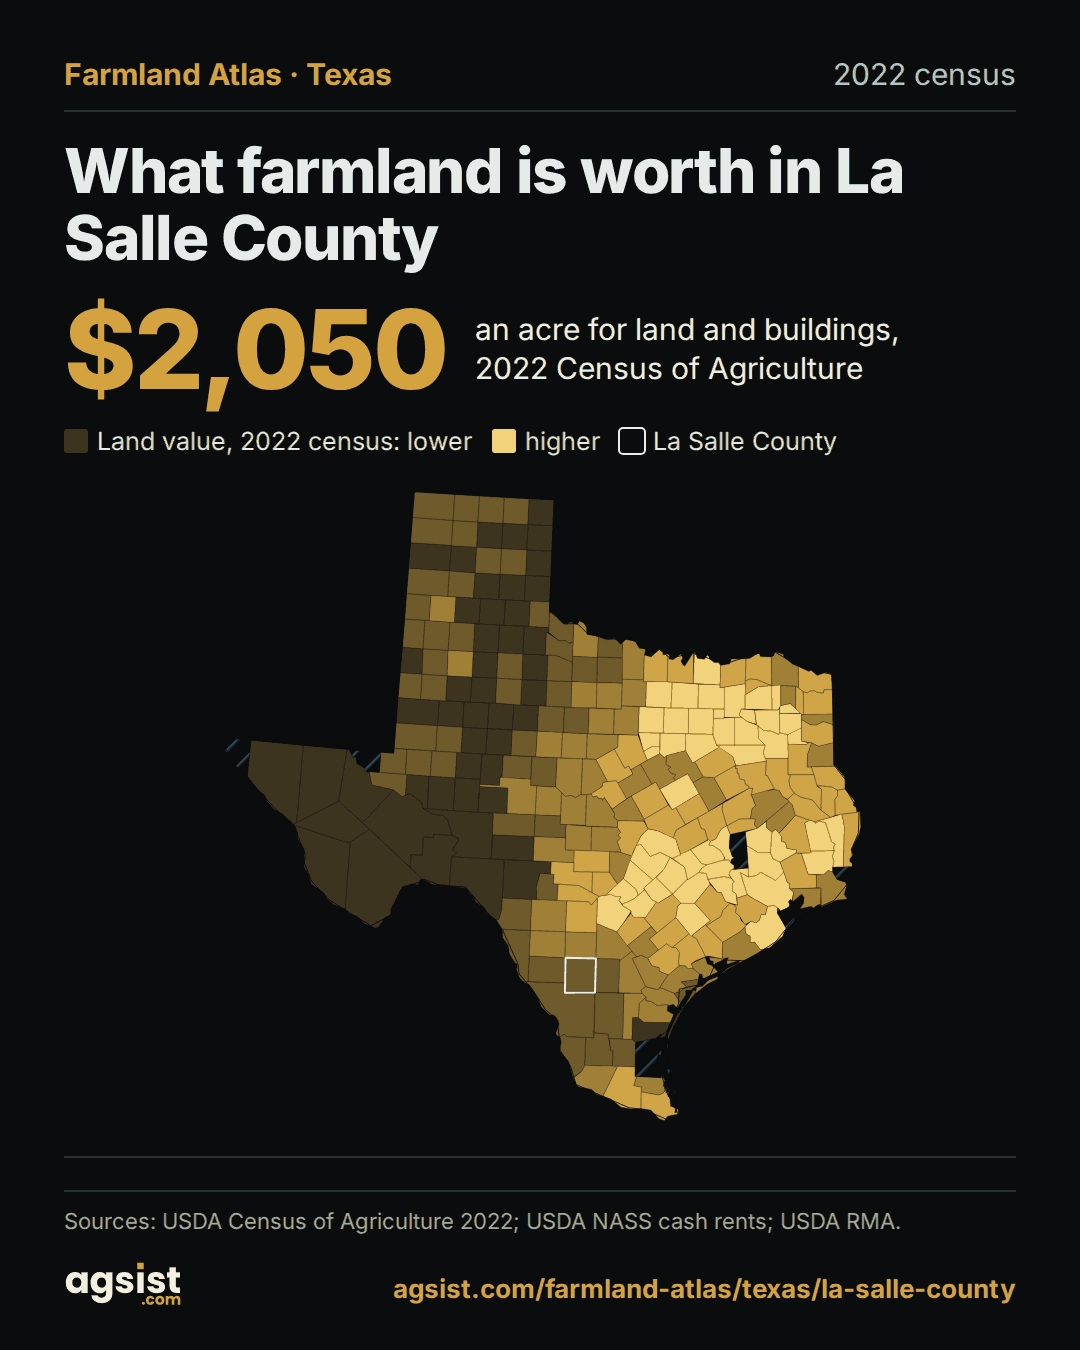 Farmland Atlas · Texas
2022 census
What farmland is worth in La
Salle County
$2,050
an acre for land and buildings,
2022 Census of Agriculture
Land value, 2022 census: lower
higher
La Salle County
Sources: USDA Census of Agriculture 2022; USDA NASS cash rents; USDA RMA.
agsist
.com
agsist.com/farmland-atlas/texas/la-salle-county